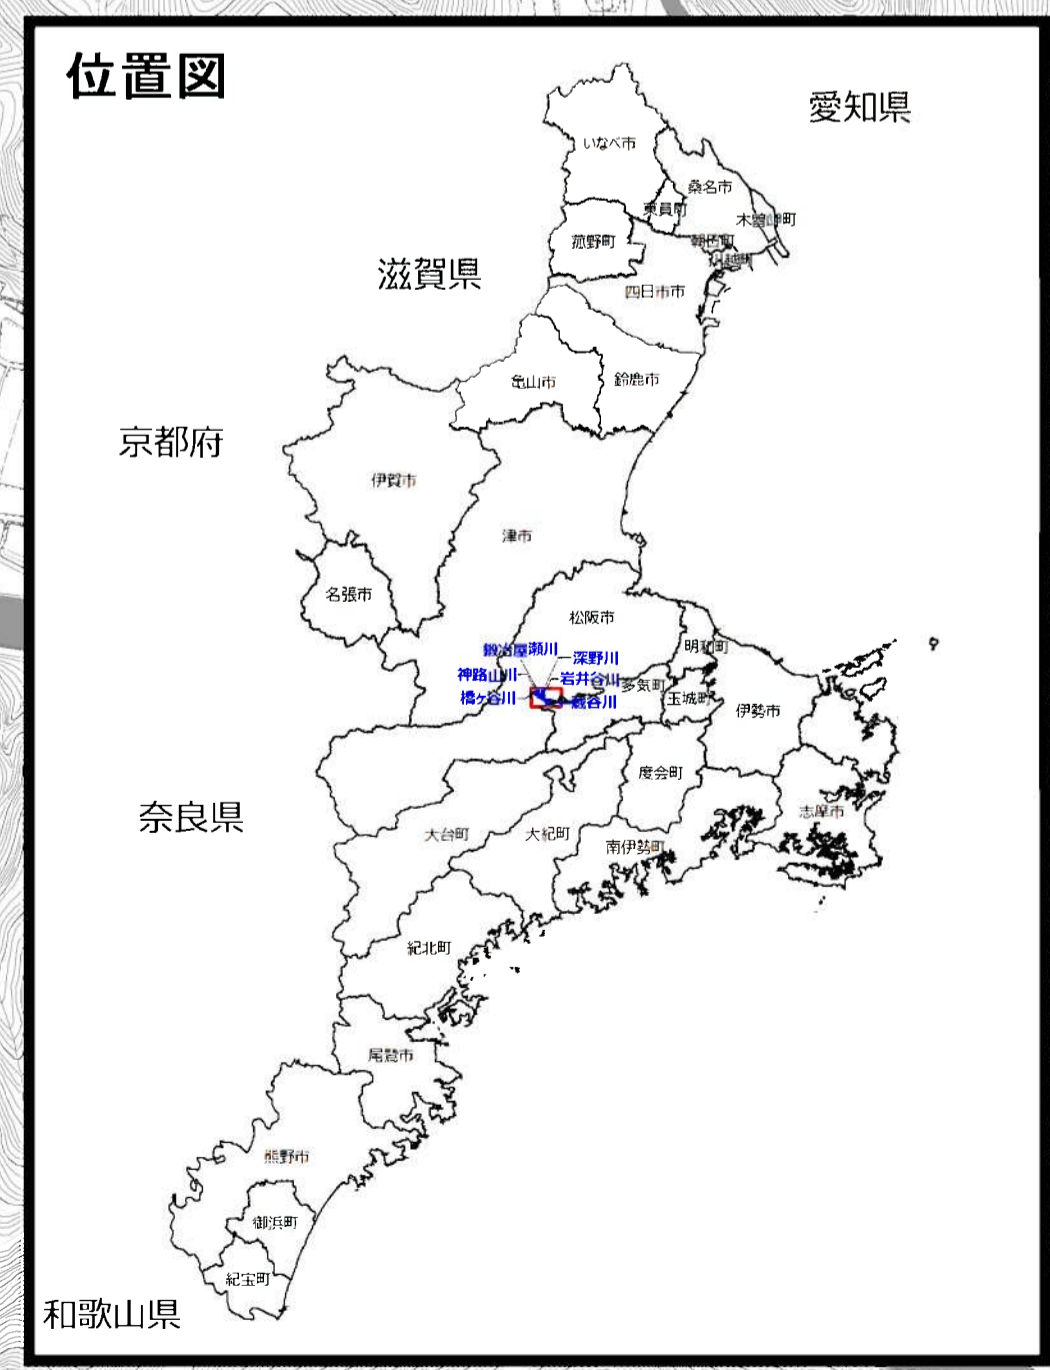 位置図
愛知県
いなべ市
桑名市
東員町
木曽岬町
菰野町
朝日町
川越町
滋賀県
四日市市
亀山市
鈴鹿市
京都府
伊賀市
津市
名張市
松阪市
明和町
鍛冶屋瀬川
深野川
神路山川
岩井谷川
多気町
橋ヶ谷川
蔵谷川
玉城町
伊勢市
度会町
奈良県
志摩市
大台町
大紀町
南伊勢町
紀北町
尾鷲市
熊野市
御浜町
紀宝町
和歌山県